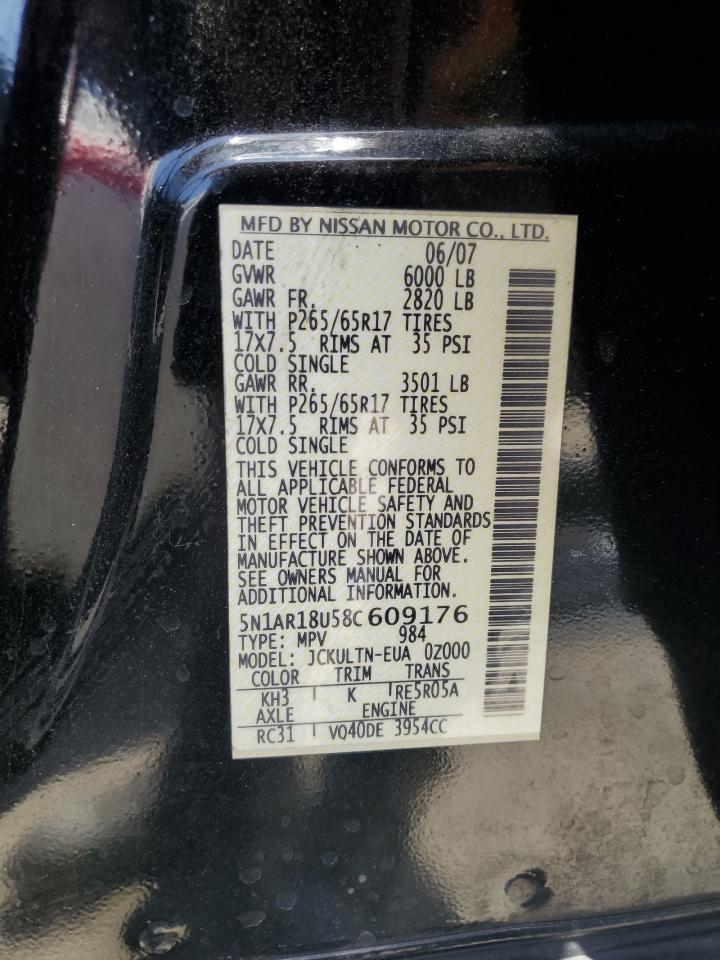 MFD BY NISSAN MOTOR CO., LTD.
DATE 06/07
GVWR 6000 LB
GAWR FR. 2820 LB
WITH P265/65R17 TIRES
17X7.5 RIMS AT 35 PSI
COLD SINGLE
GAWR RR. 3501 LB
WITH P265/65R17 TIRES
17X7.5 RIMS AT 35 PSI
COLD SINGLE
THIS VEHICLE CONFORMS TO
ALL APPLICABLE FEDERAL
MOTOR VEHICLE SAFETY AND
THEFT PREVENTION STANDARDS
IN EFFECT ON THE DATE OF
MANUFACTURE SHOWN ABOVE.
SEE OWNERS MANUAL FOR
ADDITIONAL INFORMATION.
5N1AR18U58C609176
TYPE: MPV 984
MODEL: JCKULTN-EUA 0Z000
COLOR TRIM TRANS
KH3 K RE5R05A
AXLE ENGINE
RC31 VQ40DE 3954CC